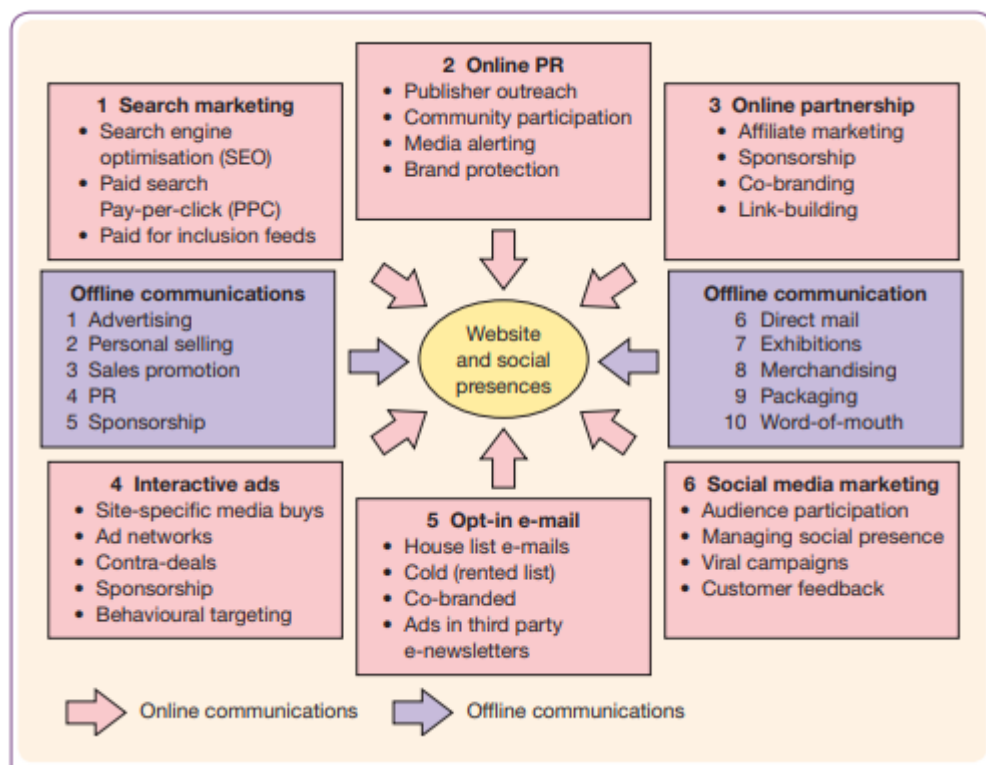 1 Search marketing
• Search engine
optimisation (SEO)
• Paid search
Pay-per-click (PPC)
• Paid for inclusion feeds
2 Online PR
• Publisher outreach
• Community participation
• Media alerting
• Brand protection
3 Online partnership
• Affiliate marketing
• Sponsorship
• Co-branding
• Link-building
Offline communications
1 Advertising
2 Personal selling
3 Sales promotion
4 PR
5 Sponsorship
Website
and social
presences
Offline communication
6 Direct mail
7 Exhibitions
8 Merchandising
9 Packaging
10 Word-of-mouth
4 Interactive ads
• Site-specific media buys
• Ad networks
• Contra-deals
• Sponsorship
• Behavioural targeting
5 Opt-in e-mail
• House list e-mails
• Cold (rented list)
• Co-branded
• Ads in third party
e-newsletters
6 Social media marketing
• Audience participation
• Managing social presence
• Viral campaigns
• Customer feedback
Online communications
Offline communications